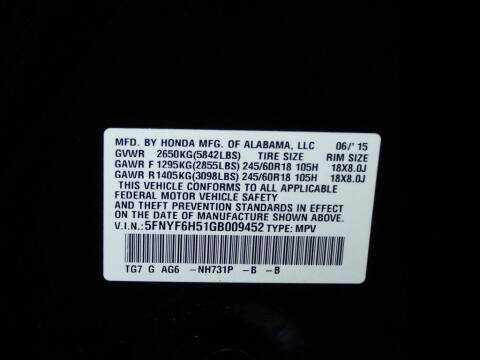 MFD. BY HONDA MFG. OF ALABAMA, LLC 06/'15
GVWR 2650KG(5842LBS) TIRE SIZE RIM SIZE
GAWR F 1295KG(2855LBS) 245/60R18 105H 18X8.0J
GAWR R1405KG(3098LBS) 245/60R18 105H 18X8.0J
THIS VEHICLE CONFORMS TO ALL APPLICABLE
FEDERAL MOTOR VEHICLE SAFETY
AND THEFT PREVENTION STANDARDS IN EFFECT
ON THE DATE OF MANUFACTURE SHOWN ABOVE.
V.I.N.: 5FNYF6H51GB009452 TYPE: MPV
TG7 G AG6 -NH731P -B -B